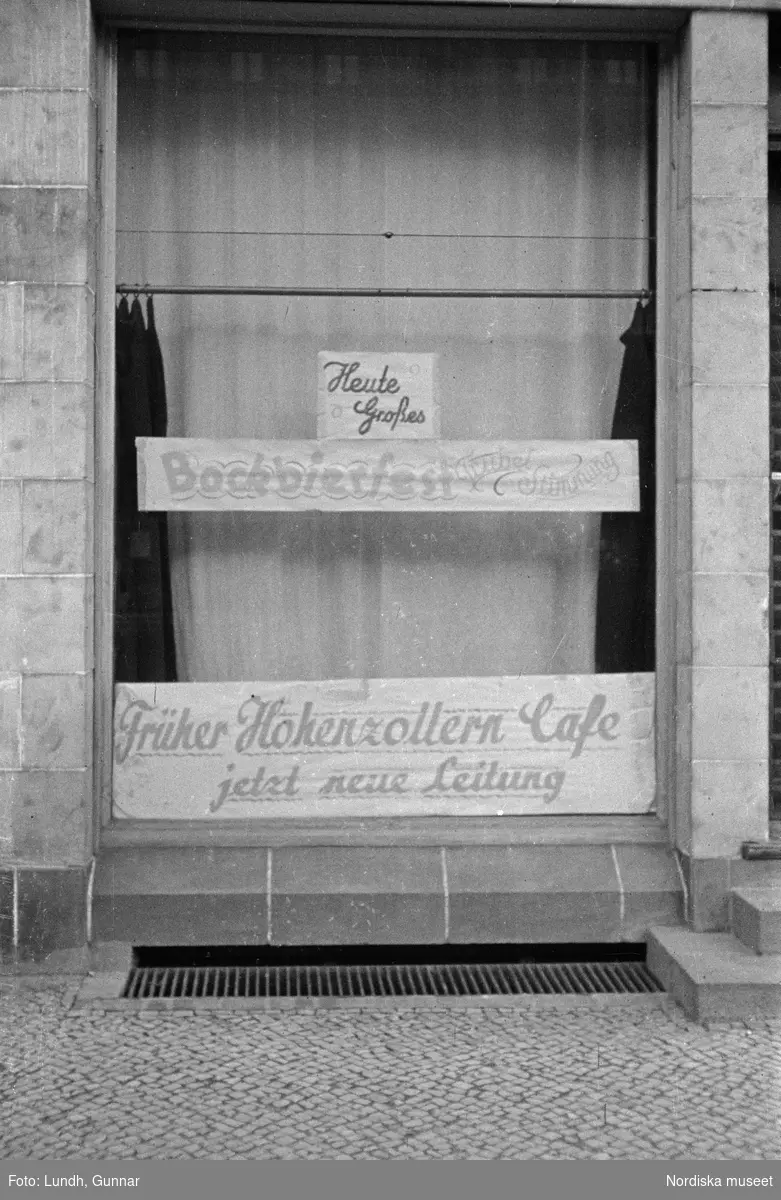 Heute
Großes
Bockbierfest Trubel
Stimmung
Früher Hohenzollern Cafe
jetzt neue Leitung
Foto: Lundh, Gunnar
Nordiska museet